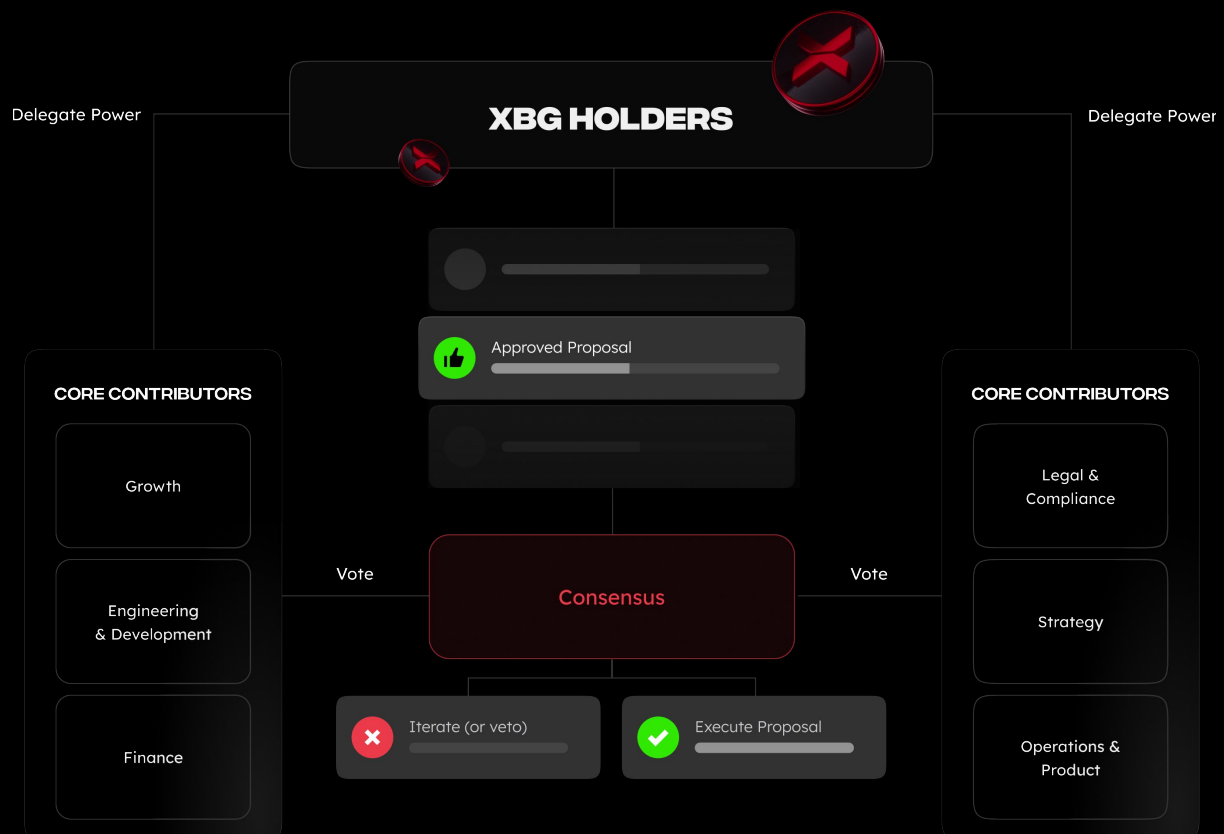 XBG HOLDERS
Delegate Power
Delegate Power
Approved Proposal
CORE CONTRIBUTORS
Growth
Engineering
& Development
Finance
CORE CONTRIBUTORS
Legal &
Compliance
Strategy
Operations &
Product
Vote
Consensus
Vote
Iterate (or veto)
Execute Proposal